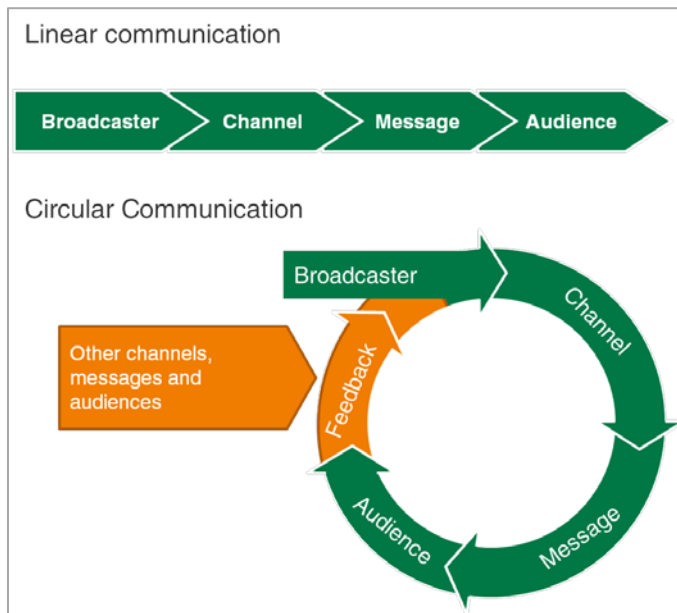 Linear communication
Broadcaster
Channel
Message
Audience
Circular Communication
Broadcaster
Channel
Message
Audience
Feedback
Other channels,
messages and
audiences